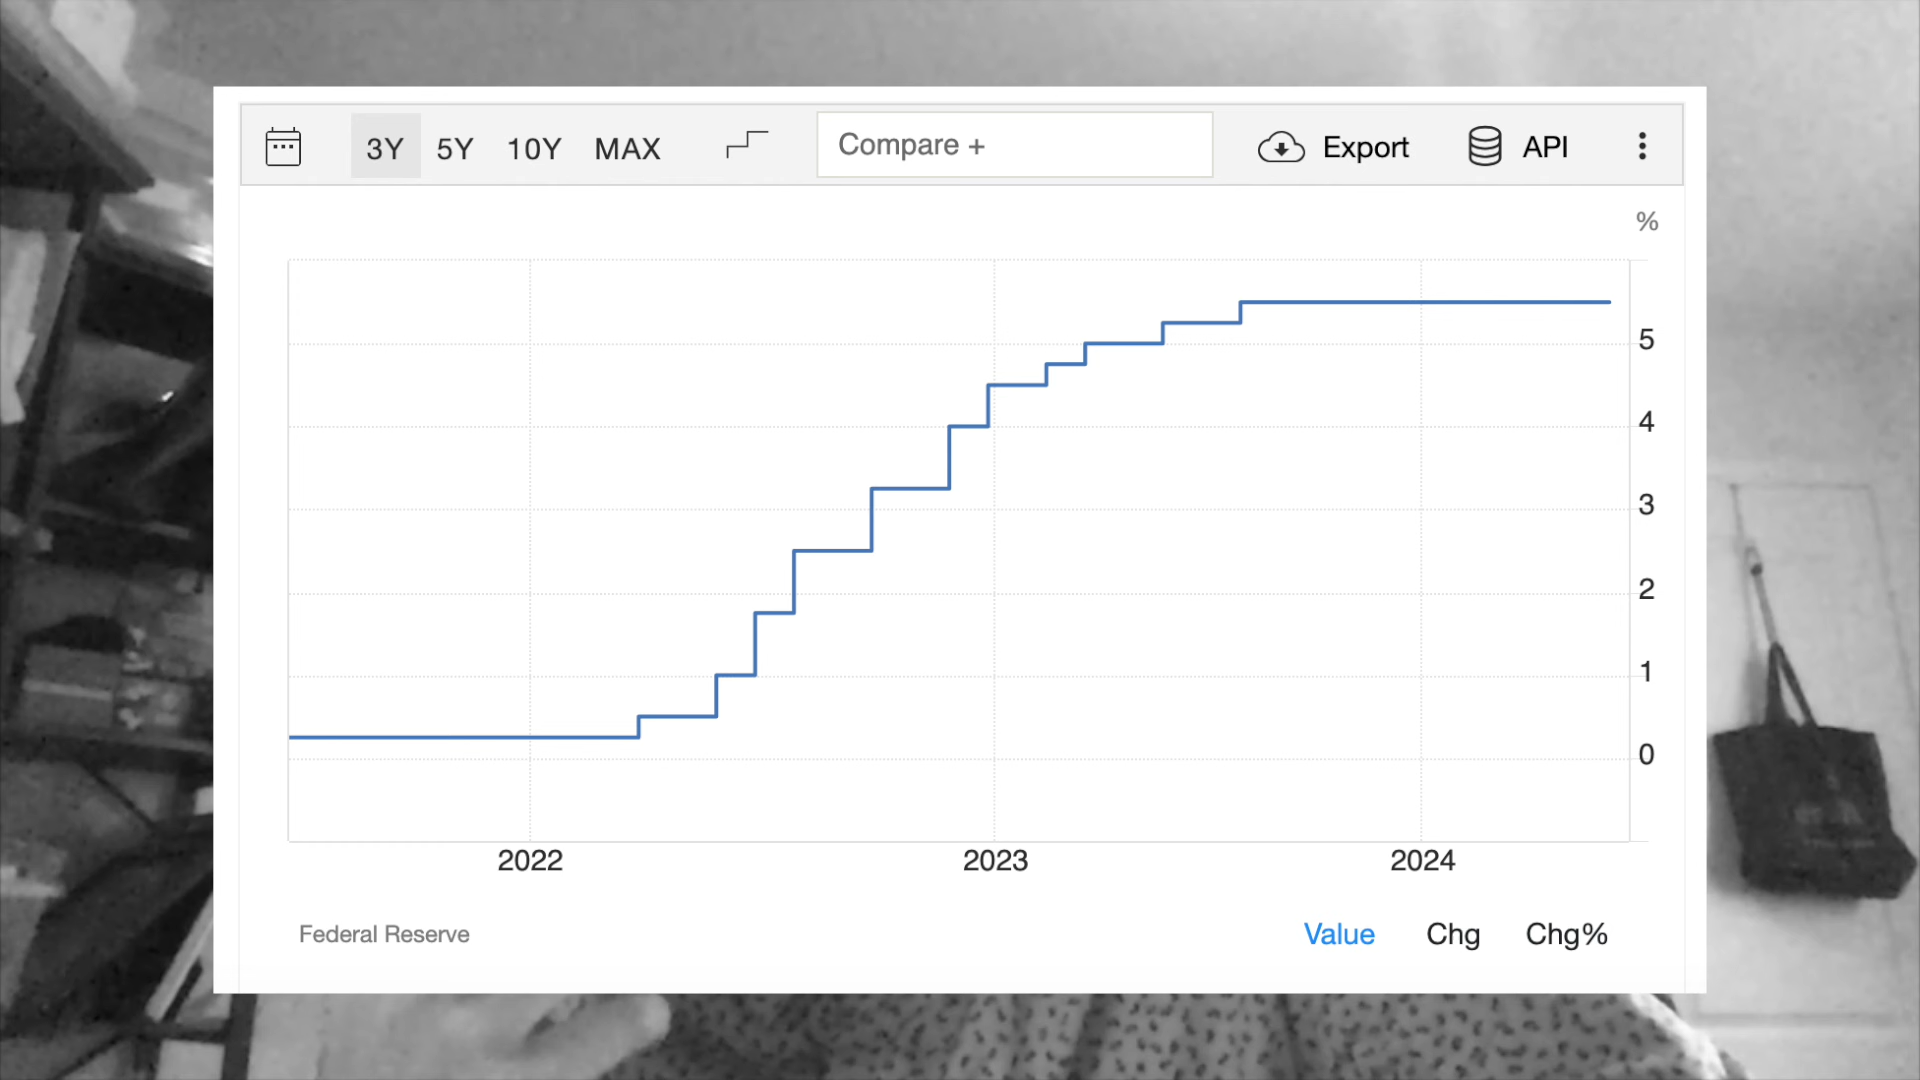 3Y 5Y 10Y MAX Compare + Export API
%
5
4
3
2
1
0
2022 2023 2024
Federal Reserve Value Chg Chg%